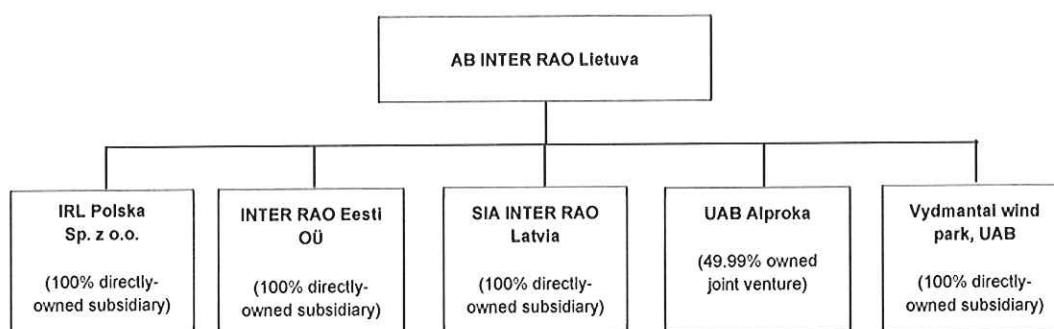 AB INTER RAO Lietuva
IRL Polska
Sp. z o.o.
(100% directly-
owned subsidiary)
INTER RAO Eesti
OÜ
(100% directly-
owned subsidiary)
SIA INTER RAO
Latvia
(100% directly-
owned subsidiary)
UAB Alproka
(49.99% owned
joint venture)
Vydmantai wind
park, UAB
(100% directly-
owned subsidiary)